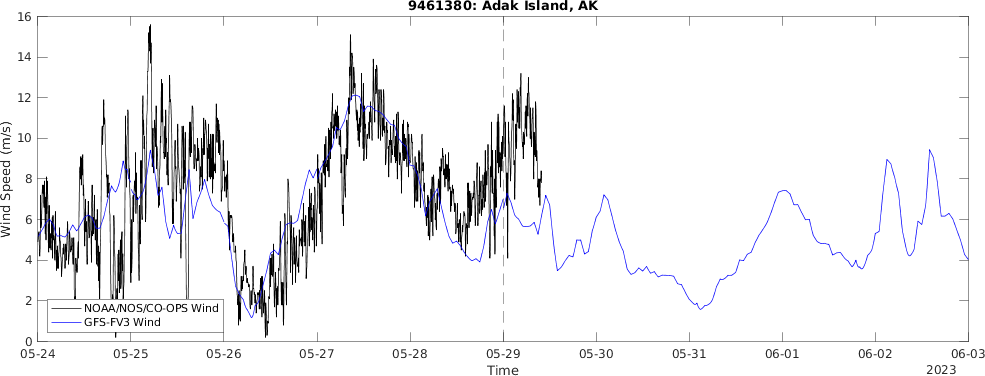 9461380: Adak Island, AK
16
14
12
10
8
6
4
2
0
Wind Speed (m/s)
NOAA/NOS/CO-OPS Wind
GFS-FV3 Wind
05-24 05-25 05-26 05-27 05-28 05-29 05-30 05-31 06-01 06-02 06-03
Time
2023